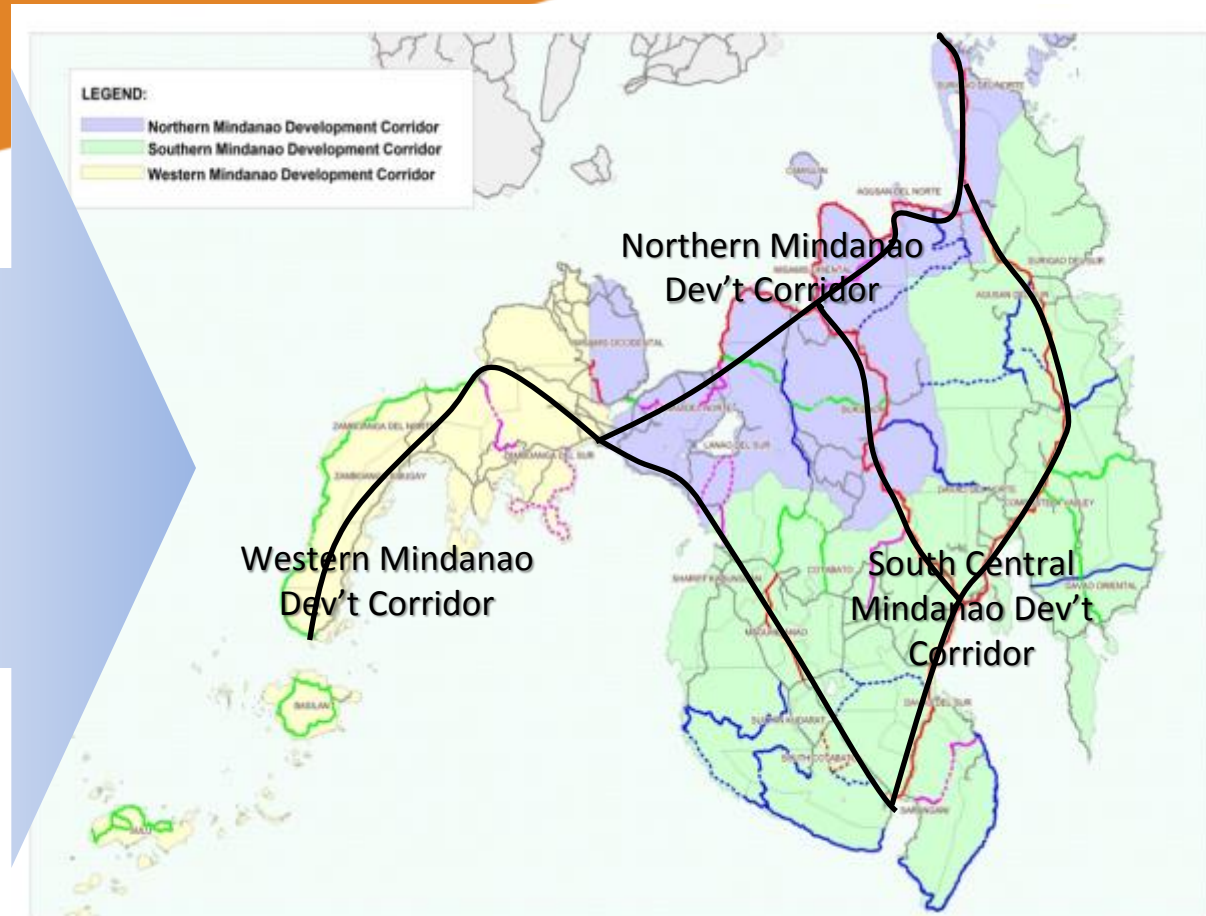 LEGEND:
Northern Mindanao Development Corridor
Southern Mindanao Development Corridor
Western Mindanao Development Corridor
SURIGAO DEL NORTE
CAMIGUIN
AGUSAN DEL NORTE
Northern Mindanao
Dev't Corridor
MISAMIS ORIENTAL
SURIGAO DEL SUR
AGUSAN DEL SUR
MISAMIS OCCIDENTAL
LANAO DEL NORTE
BUKIDNON
ZAMBOANGA DEL NORTE
LANAO DEL SUR
ZAMBOANGA DEL SUR
ZAMBOANGA SIBUGAY
DAVAO DEL NORTE
COMPOSTELA VALLEY
Western Mindanao
Dev't Corridor
South Central
Mindanao Dev't
Corridor
SHARIFF KABUNSUAN
COTABATO
DAVAO ORIENTAL
MAGUINDANAO
BASILAN
DAVAO DEL SUR
SULTAN KUDARAT
SOUTH COTABATO
SARANGANI
SULU